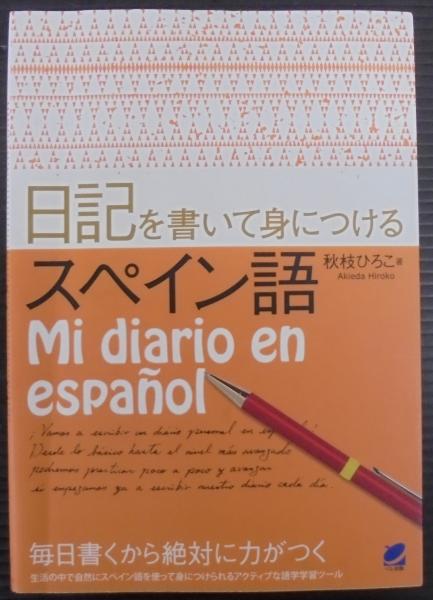 日記を書いて身につける
スペイン語
秋枝ひろこ 著
Akieda Hiroko
Mi diario en
español
¡Vamos a escribir un diario personal en español!
Desde lo básico hasta el nivel más avanzado
podremos practicar poco a poco y avanzar
si empezamos ya a escribir nuestro diario cada día.
毎日書くから絶対に力がつく
生活の中で自然にスペイン語を使って身につけられるアクティブな語学学習ツール
ベレ出版